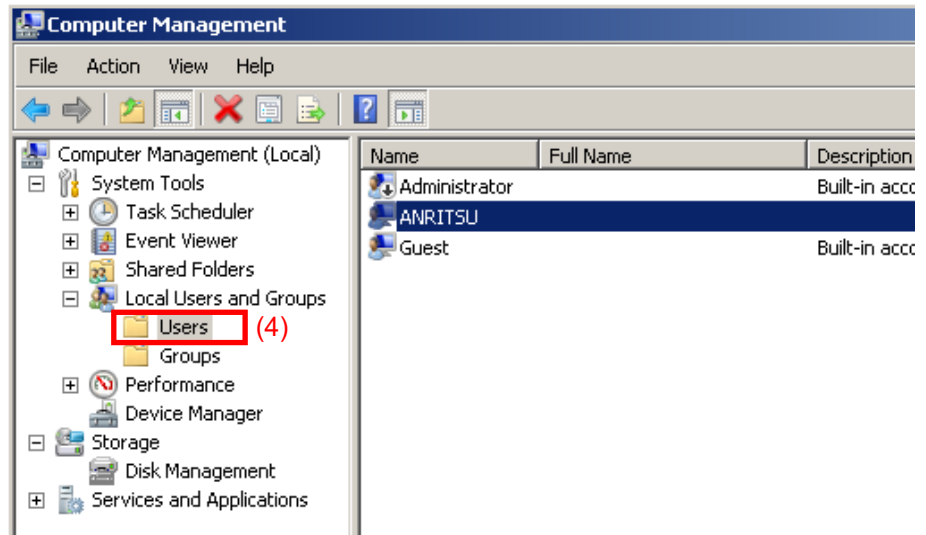 Computer Management
File Action View Help
Computer Management (Local)
System Tools
Task Scheduler
Event Viewer
Shared Folders
Local Users and Groups
Users (4)
Groups
Performance
Device Manager
Storage
Disk Management
Services and Applications
Name Full Name Description
Administrator Built-in acco
ANRITSU
Guest Built-in acco